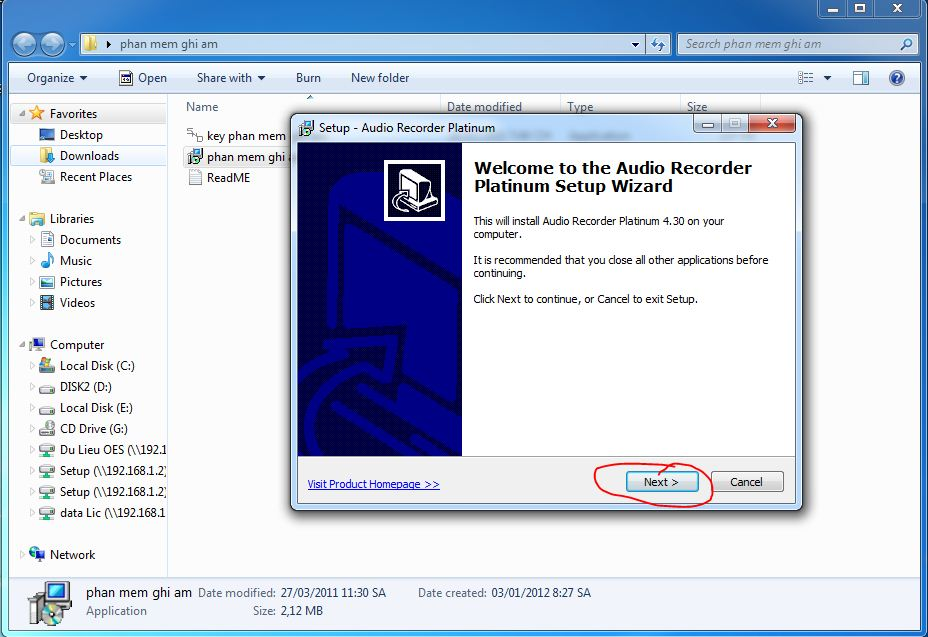 phan mem ghi am
Search phan mem ghi am
Organize
Open
Share with
Burn
New folder
Favorites
Desktop
Downloads
Recent Places
Libraries
Documents
Music
Pictures
Videos
Computer
Local Disk (C:)
DISK2 (D:)
Local Disk (E:)
CD Drive (G:)
Du Lieu OES (\\192.1
Setup (\\192.168.1.2)
Setup (\\192.168.1.2)
data Lic (\\192.168.1
Network
Name
Date modified
Type
Size
key phan mem
phan mem ghi
ReadME
Setup - Audio Recorder Platinum
Welcome to the Audio Recorder
Platinum Setup Wizard
This will install Audio Recorder Platinum 4.30 on your
computer.
It is recommended that you close all other applications before
continuing.
Click Next to continue, or Cancel to exit Setup.
Visit Product Homepage >>
Next >
Cancel
phan mem ghi am Date modified: 27/03/2011 11:30 SA Date created: 03/01/2012 8:27 SA
Application Size: 2,12 MB